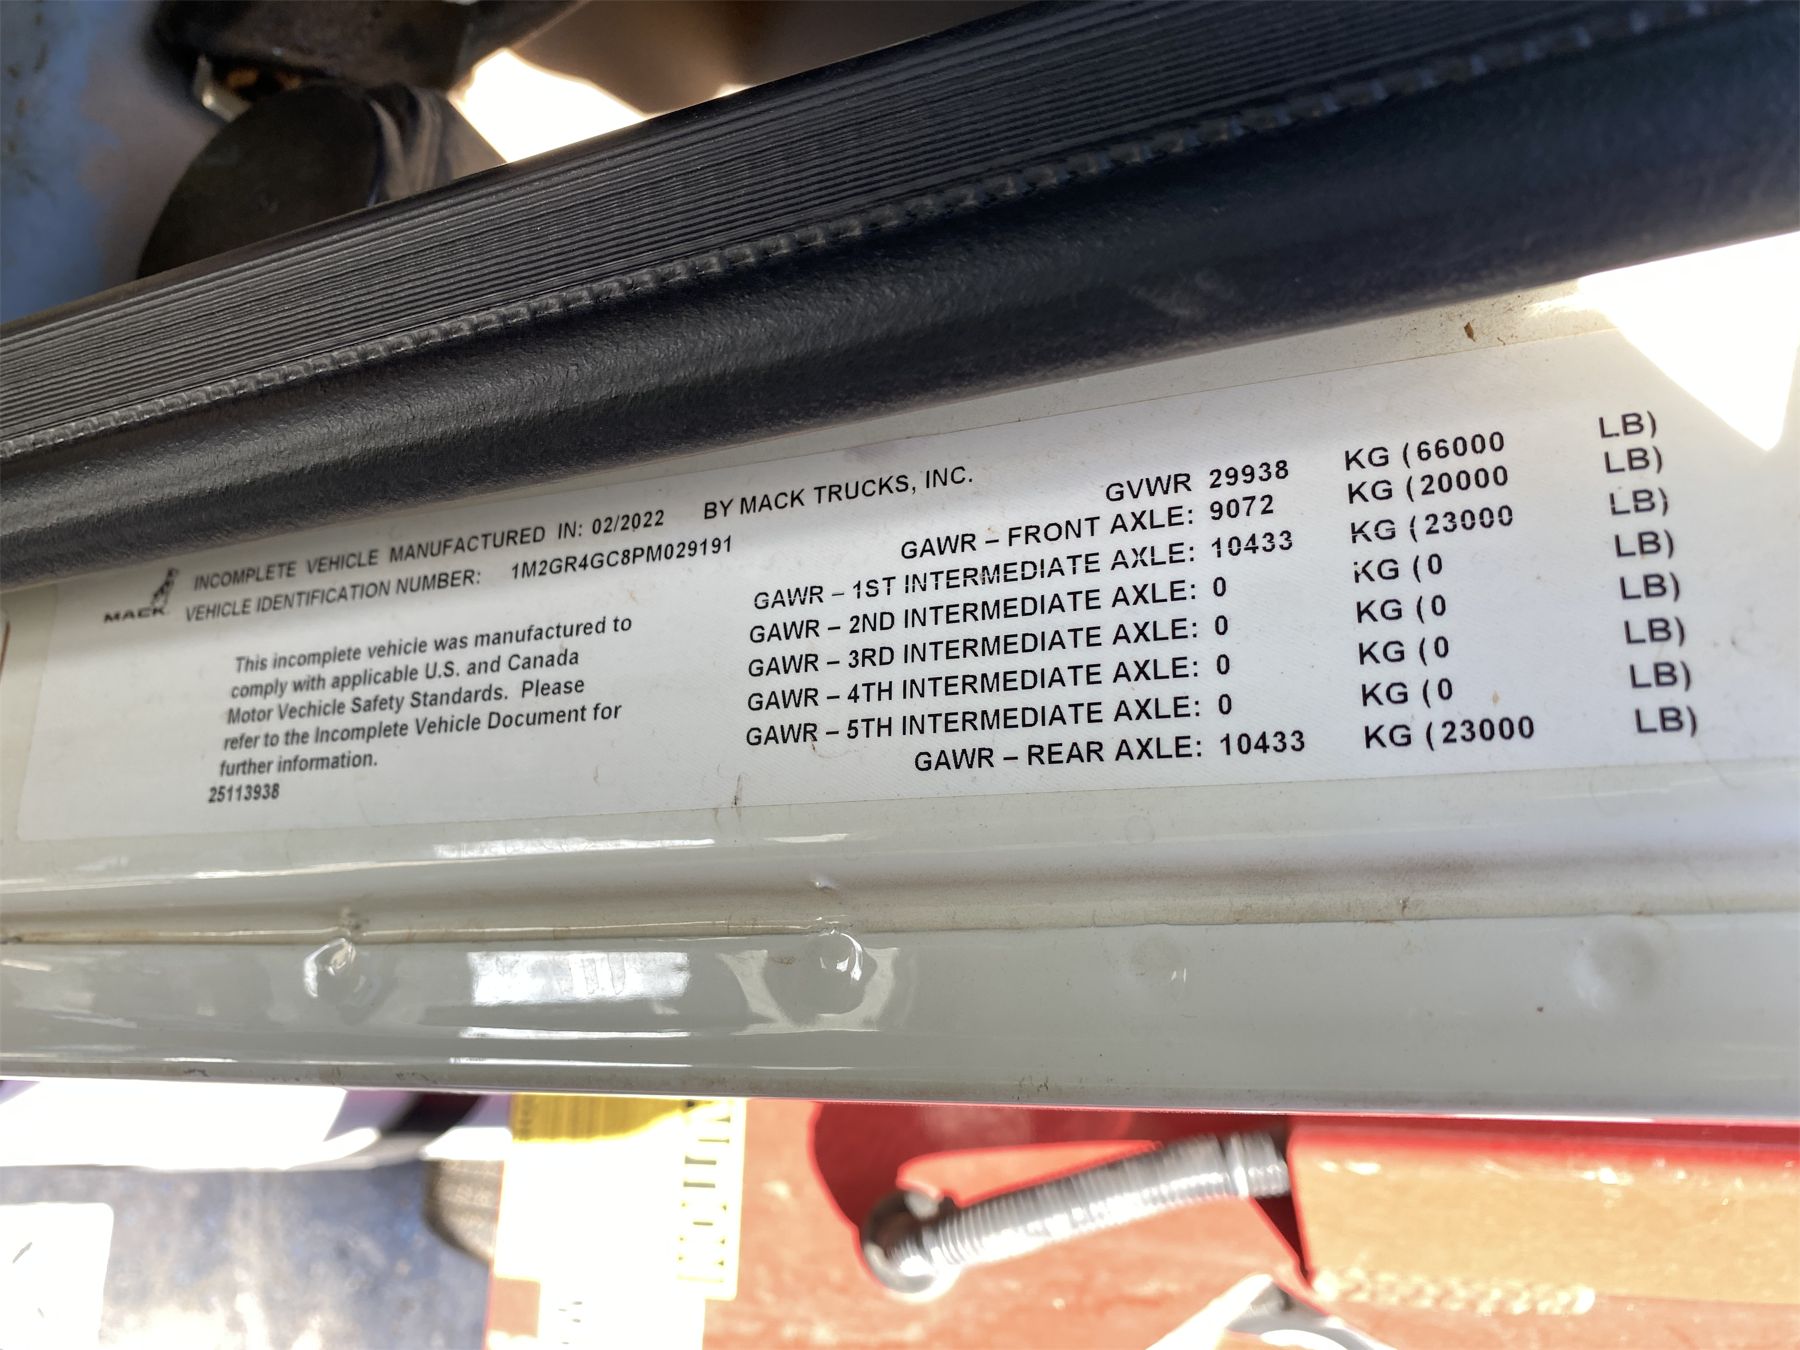 MACK
INCOMPLETE VEHICLE MANUFACTURED IN: 02/2022 BY MACK TRUCKS, INC.
VEHICLE IDENTIFICATION NUMBER: 1M2GR4GC8PM029191
This incomplete vehicle was manufactured to
comply with applicable U.S. and Canada
Motor Vechicle Safety Standards. Please
refer to the Incomplete Vehicle Document for
further information.
25113938
GVWR 29938 KG (66000 LB)
GAWR – FRONT AXLE: 9072 KG (20000 LB)
GAWR – 1ST INTERMEDIATE AXLE: 10433 KG (23000 LB)
GAWR – 2ND INTERMEDIATE AXLE: 0 KG (0 LB)
GAWR – 3RD INTERMEDIATE AXLE: 0 KG (0 LB)
GAWR – 4TH INTERMEDIATE AXLE: 0 KG (0 LB)
GAWR – 5TH INTERMEDIATE AXLE: 0 KG (0 LB)
GAWR – REAR AXLE: 10433 KG (23000 LB)